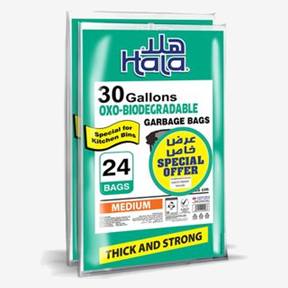 هلا
Hala
30 Gallons
OXO-BIODEGRADABLE
GARBAGE BAGS
Special for
Kitchen Bins
عرض
خاص
SPECIAL
OFFER
24
BAGS
MEDIUM
THICK AND STRONG